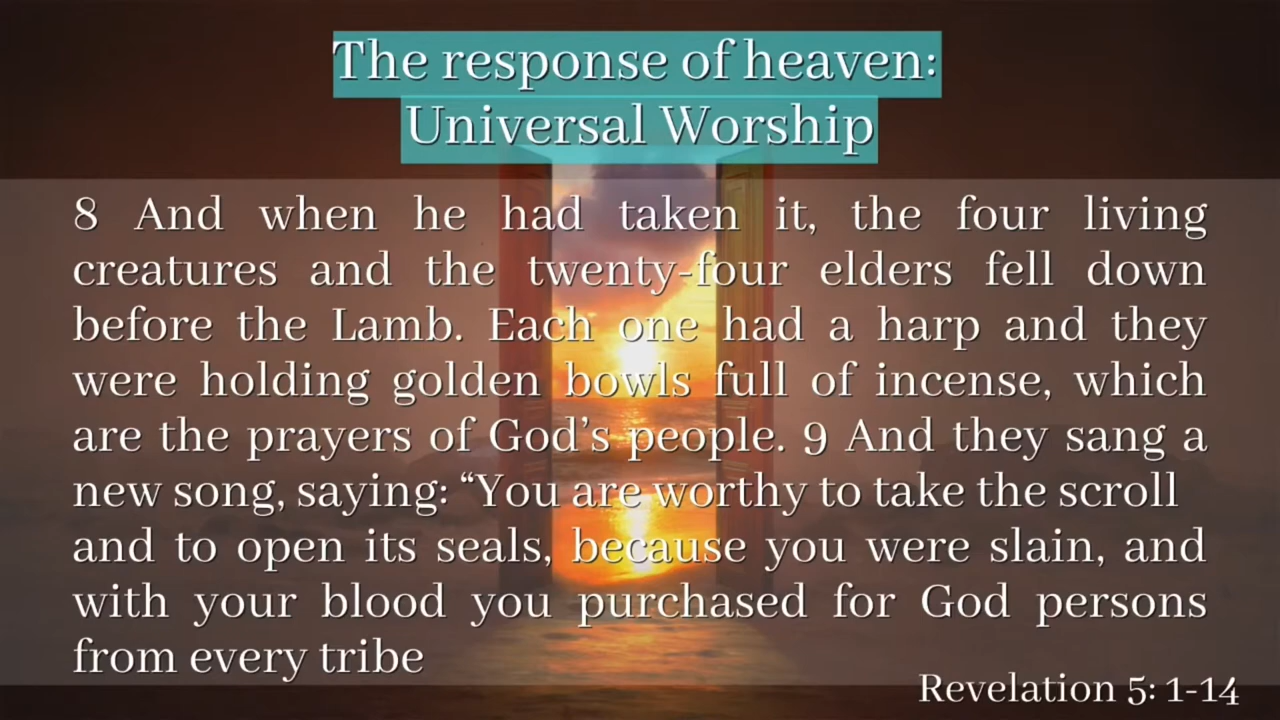 The response of heaven:
Universal Worship
8 And when he had taken it, the four living
creatures and the twenty-four elders fell down
before the Lamb. Each one had a harp and they
were holding golden bowls full of incense, which
are the prayers of God’s people. 9 And they sang a
new song, saying: “You are worthy to take the scroll
and to open its seals, because you were slain, and
with your blood you purchased for God persons
from every tribe
Revelation 5: 1-14